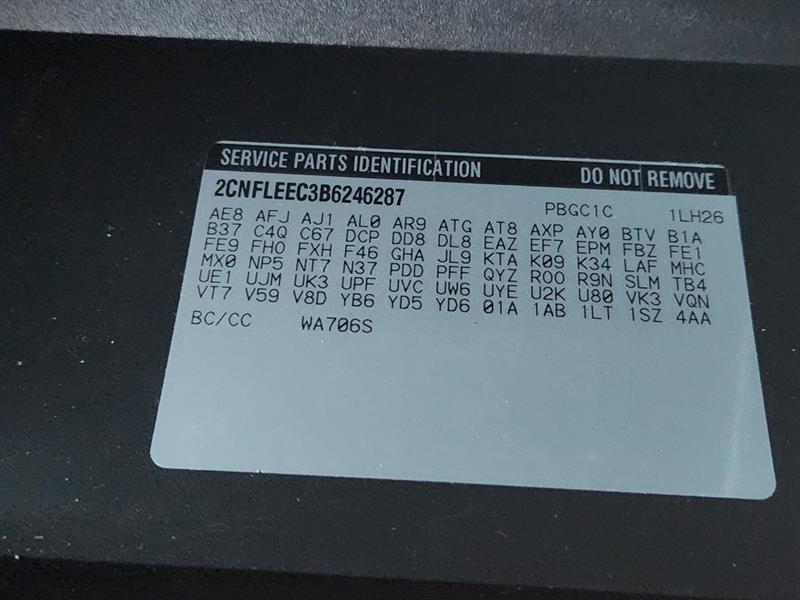 SERVICE PARTS IDENTIFICATION DO NOT REMOVE
2CNFLEEC3B6246287 PBGC1C 1LH26
AE8 AFJ AJ1 AL0 AR9 ATG AT8 AXP AY0 BTV B1A
B37 C4Q C67 DCP DD8 DL8 EAZ EF7 EPM FBZ FE1
FE9 FHO FXH F46 GHA JL9 KTA K09 K34 LAF MHC
MX0 NP5 NT7 N37 PDD PFF QYZ ROO R9N SLM TB4
UE1 UJM UK3 UPF UVC UW6 UYE U2K U80 VK3 VQN
VT7 V59 V8D YB6 YD5 YD6 01A 1AB 1LT 1SZ 4AA
BC/CC WA706S